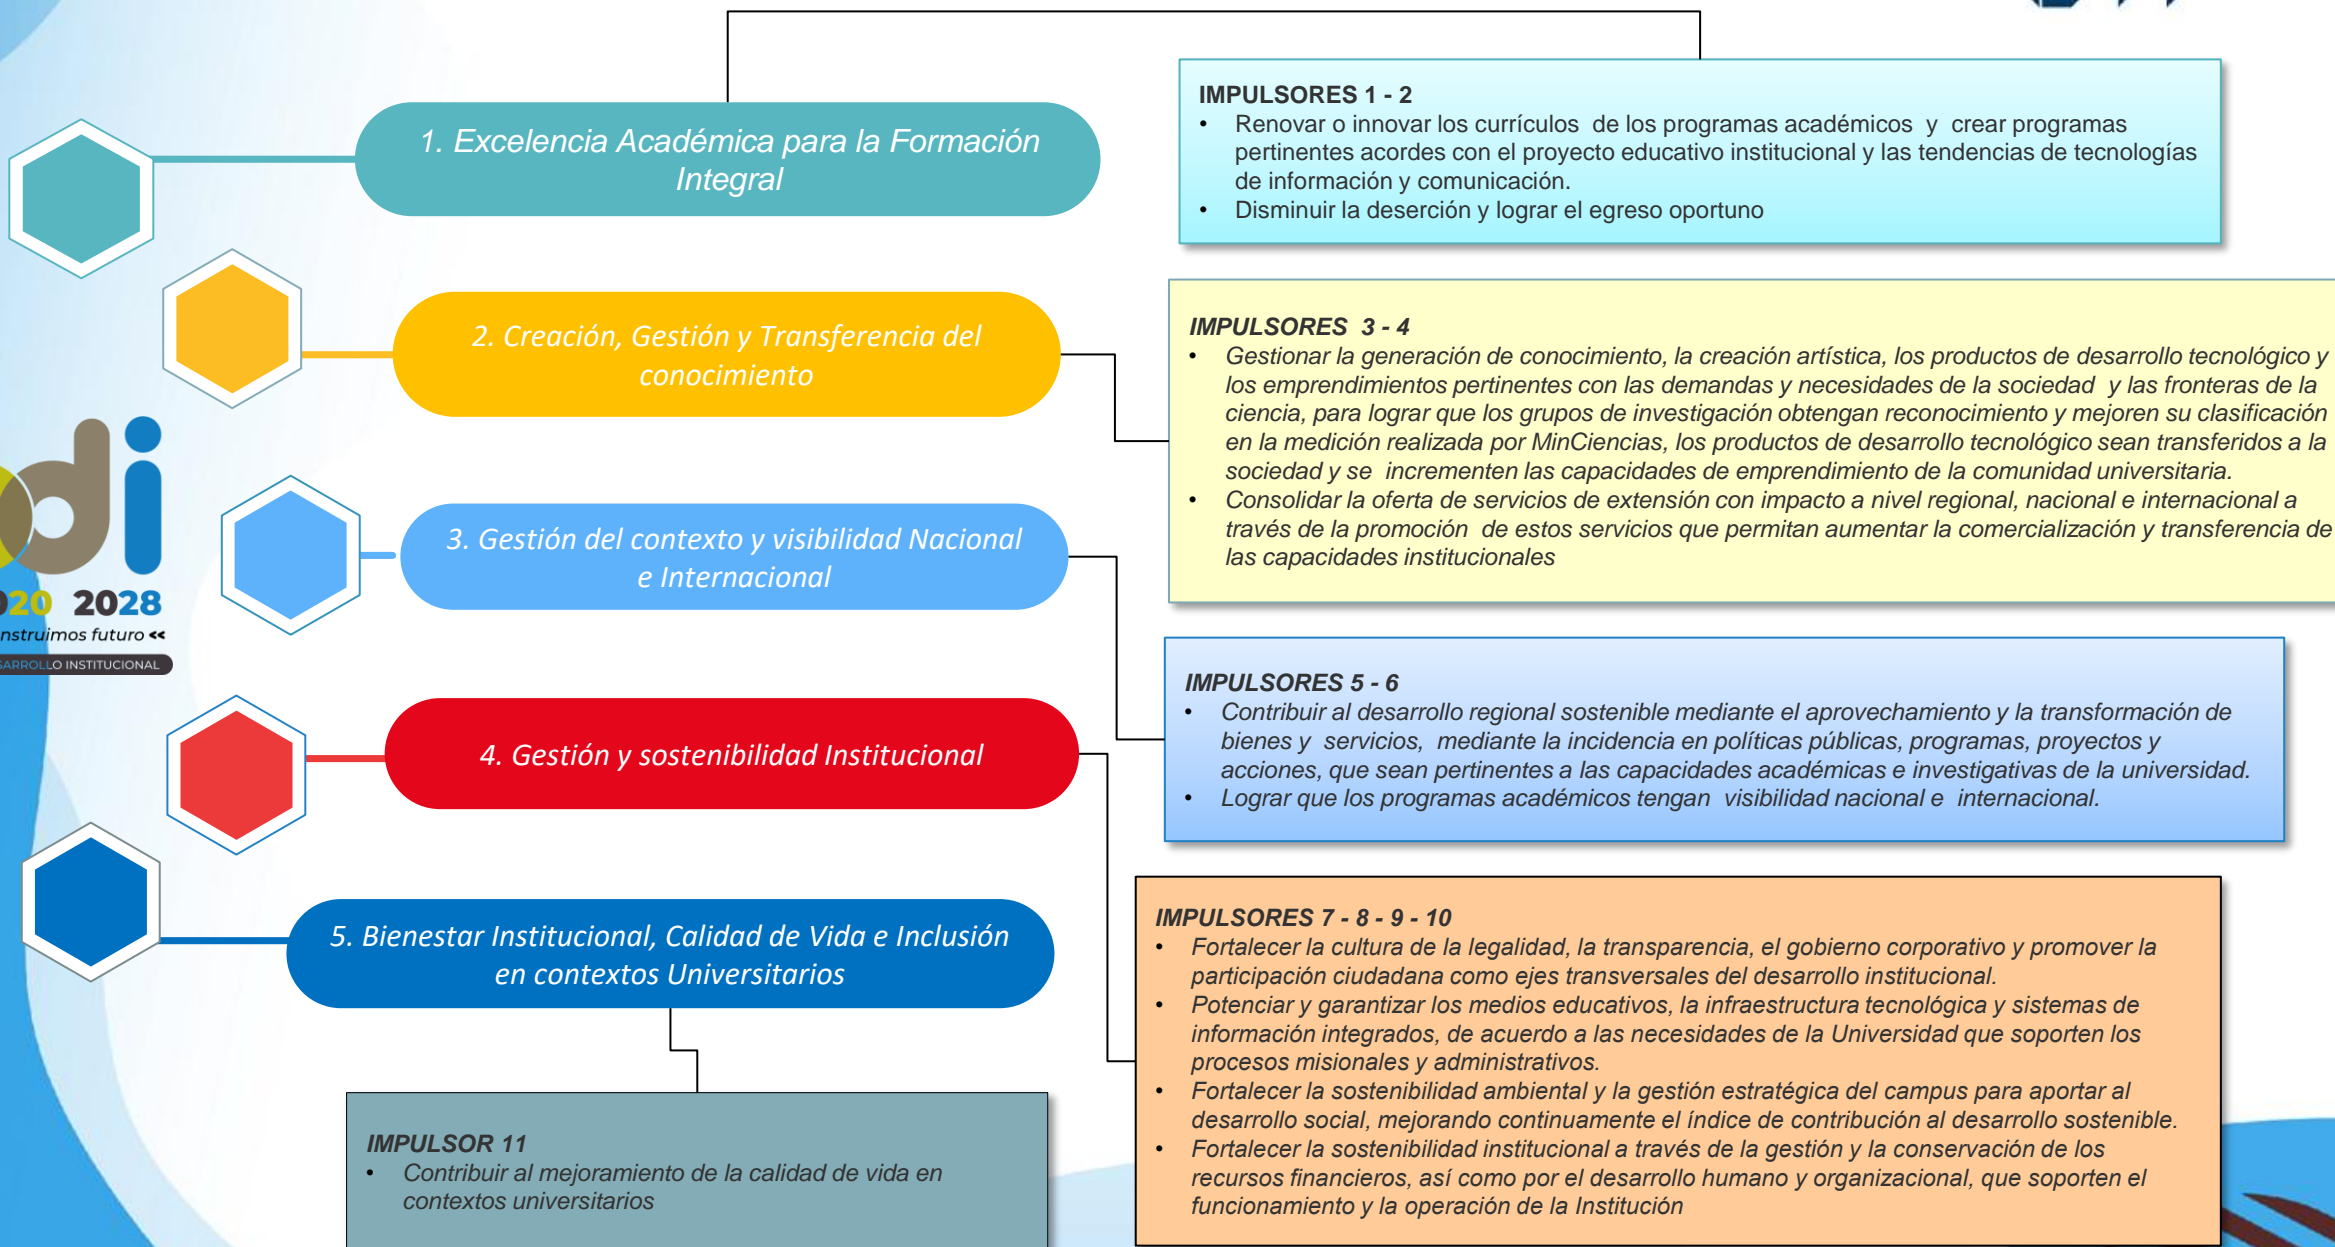 1. Excelencia Académica para la Formación
Integral
IMPULSORES 1 - 2
• Renovar o innovar los currículos de los programas académicos y crear programas
pertinentes acordes con el proyecto educativo institucional y las tendencias de tecnologías
de información y comunicación.
• Disminuir la deserción y lograr el egreso oportuno
2. Creación, Gestión y Transferencia del
conocimiento
IMPULSORES 3 - 4
• Gestionar la generación de conocimiento, la creación artística, los productos de desarrollo tecnológico y
los emprendimientos pertinentes con las demandas y necesidades de la sociedad y las fronteras de la
ciencia, para lograr que los grupos de investigación obtengan reconocimiento y mejoren su clasificación
en la medición realizada por MinCiencias, los productos de desarrollo tecnológico sean transferidos a la
sociedad y se incrementen las capacidades de emprendimiento de la comunidad universitaria.
• Consolidar la oferta de servicios de extensión con impacto a nivel regional, nacional e internacional a
través de la promoción de estos servicios que permitan aumentar la comercialización y transferencia de
las capacidades institucionales
di
20 2028
nstruimos futuro <<
SARROLLO INSTITUCIONAL
3. Gestión del contexto y visibilidad Nacional
e Internacional
IMPULSORES 5 - 6
• Contribuir al desarrollo regional sostenible mediante el aprovechamiento y la transformación de
bienes y servicios, mediante la incidencia en políticas públicas, programas, proyectos y
acciones, que sean pertinentes a las capacidades académicas e investigativas de la universidad.
• Lograr que los programas académicos tengan visibilidad nacional e internacional.
4. Gestión y sostenibilidad Institucional
IMPULSORES 7 - 8 - 9 - 10
• Fortalecer la cultura de la legalidad, la transparencia, el gobierno corporativo y promover la
participación ciudadana como ejes transversales del desarrollo institucional.
• Potenciar y garantizar los medios educativos, la infraestructura tecnológica y sistemas de
información integrados, de acuerdo a las necesidades de la Universidad que soporten los
procesos misionales y administrativos.
• Fortalecer la sostenibilidad ambiental y la gestión estratégica del campus para aportar al
desarrollo social, mejorando continuamente el índice de contribución al desarrollo sostenible.
• Fortalecer la sostenibilidad institucional a través de la gestión y la conservación de los
recursos financieros, así como por el desarrollo humano y organizacional, que soporten el
funcionamiento y la operación de la Institución
5. Bienestar Institucional, Calidad de Vida e Inclusión
en contextos Universitarios
IMPULSOR 11
• Contribuir al mejoramiento de la calidad de vida en
contextos universitarios